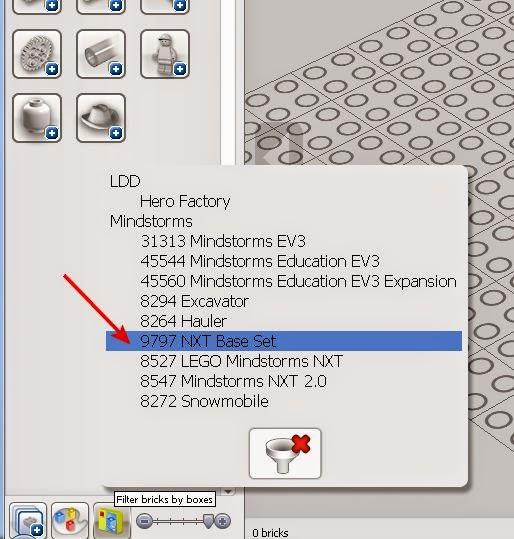 LDD
Hero Factory
Mindstorms
31313 Mindstorms EV3
45544 Mindstorms Education EV3
45560 Mindstorms Education EV3 Expansion
8294 Excavator
8264 Hauler
9797 NXT Base Set
8527 LEGO Mindstorms NXT
8547 Mindstorms NXT 2.0
8272 Snowmobile
Filter bricks by boxes
0 bricks